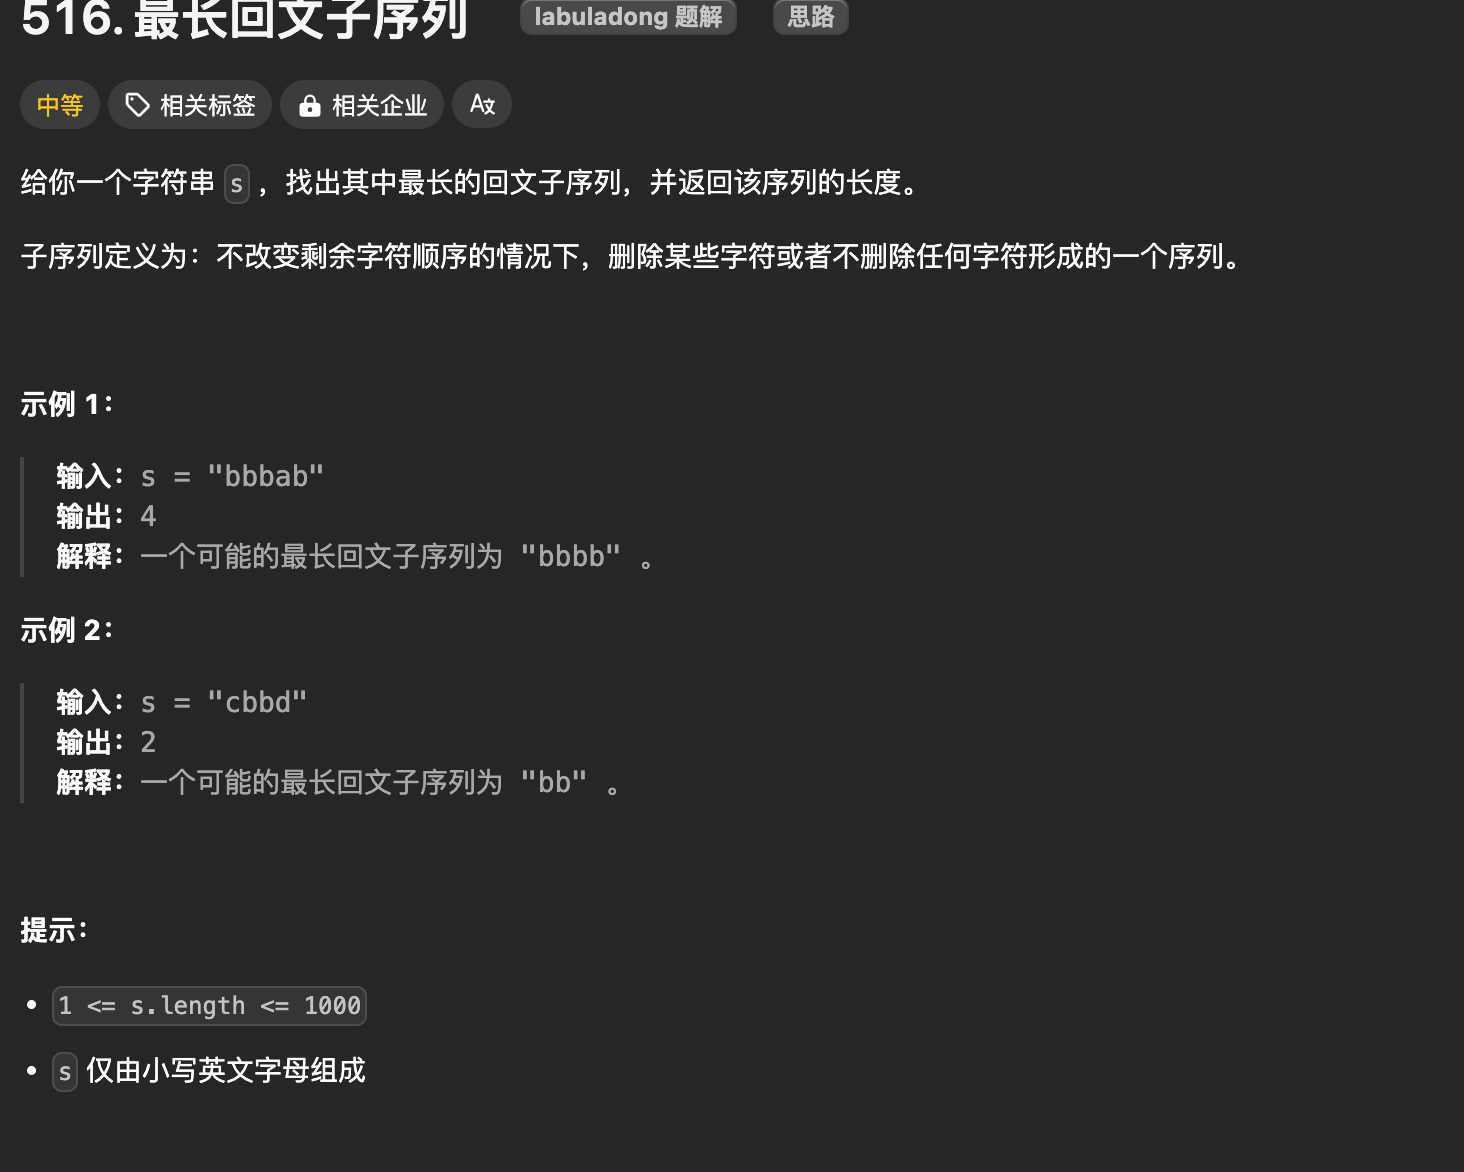 516. 最长回文子序列 labuladong 题解 思路
中等 相关标签 相关企业 A文
给你一个字符串 s ，找出其中最长的回文子序列，并返回该序列的长度。
子序列定义为：不改变剩余字符顺序的情况下，删除某些字符或者不删除任何字符形成的一个序列。
示例 1：
输入：s = "bbbab"
输出：4
解释：一个可能的最长回文子序列为 "bbbb" 。
示例 2：
输入：s = "cbbd"
输出：2
解释：一个可能的最长回文子序列为 "bb" 。
提示：
• 1 <= s.length <= 1000
• s 仅由小写英文字母组成